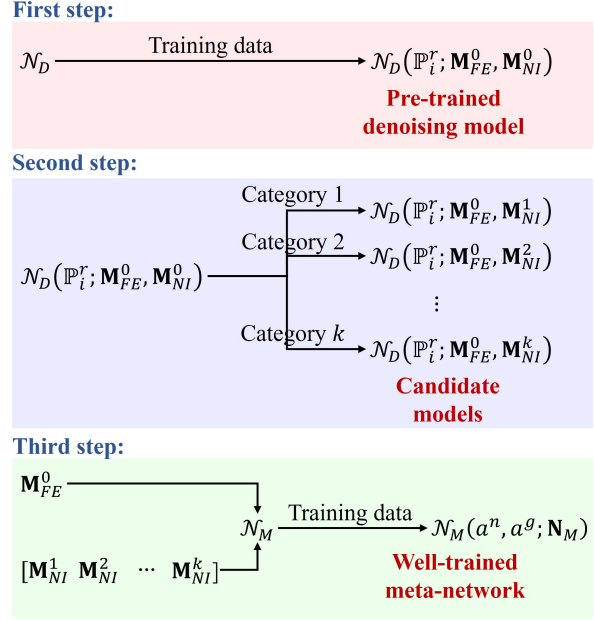 First step:
𝒩_D Training data 𝒩_D(ℙ_i^r; 𝐌_FE^0, 𝐌_NI^0)
Pre-trained
denoising model
Second step:
Category 1 𝒩_D(ℙ_i^r; 𝐌_FE^0, 𝐌_NI^1)
Category 2 𝒩_D(ℙ_i^r; 𝐌_FE^0, 𝐌_NI^2)
𝒩_D(ℙ_i^r; 𝐌_FE^0, 𝐌_NI^0)
⋮
Category k 𝒩_D(ℙ_i^r; 𝐌_FE^0, 𝐌_NI^k)
Candidate
models
Third step:
𝐌_FE^0
𝒩_M Training data 𝒩_M(a^n, a^g; 𝐍_M)
[𝐌_NI^1 𝐌_NI^2 ⋯ 𝐌_NI^k]
Well-trained
meta-network